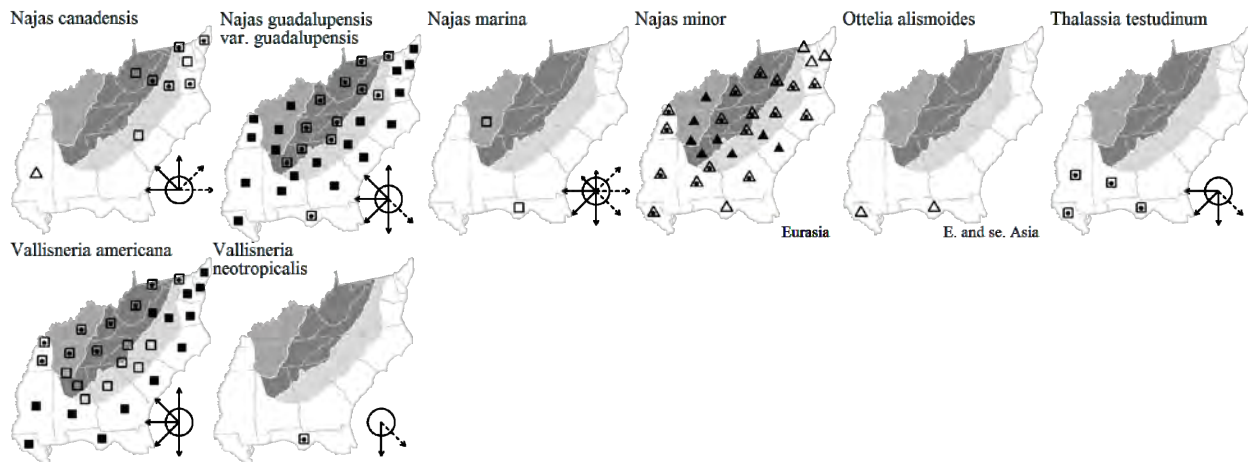 Najas canadensis
Najas guadalupensis
var. guadalupensis
Najas marina
Najas minor
Ottelia alismoides
Thalassia testudinum
Eurasia
E. and se. Asia
Vallisneria americana
Vallisneria
neotropicalis